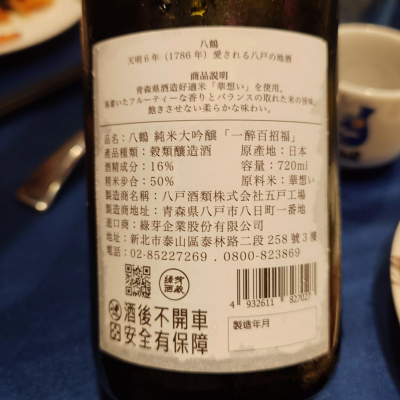 八鶴
天明6年(1786年)愛される八戸の地酒
商品説明
青森県酒造好適米「華想い」を使用。
落着いたフルーティーな香りとバランスの取れた米の旨味。
飽きさせない柔らかな味わい。
品名:八鶴 純米大吟醸「一醉百招福」
產品種類:穀類釀造酒 原產地:日本
酒精成分:16% 容量:720ml
精米步合:50% 原料米:華想い
製造商名稱:八戸酒類株式会社五戸工場
製造商地址:青森県八戸市八日町一番地
進口商:綠芽企業股份有限公司
地址:新北市泰山區泰林路二段258號3樓
電話:02-85227269.0800-823869
4 932611 827027
酒後不開車
安全有保障
製造年月